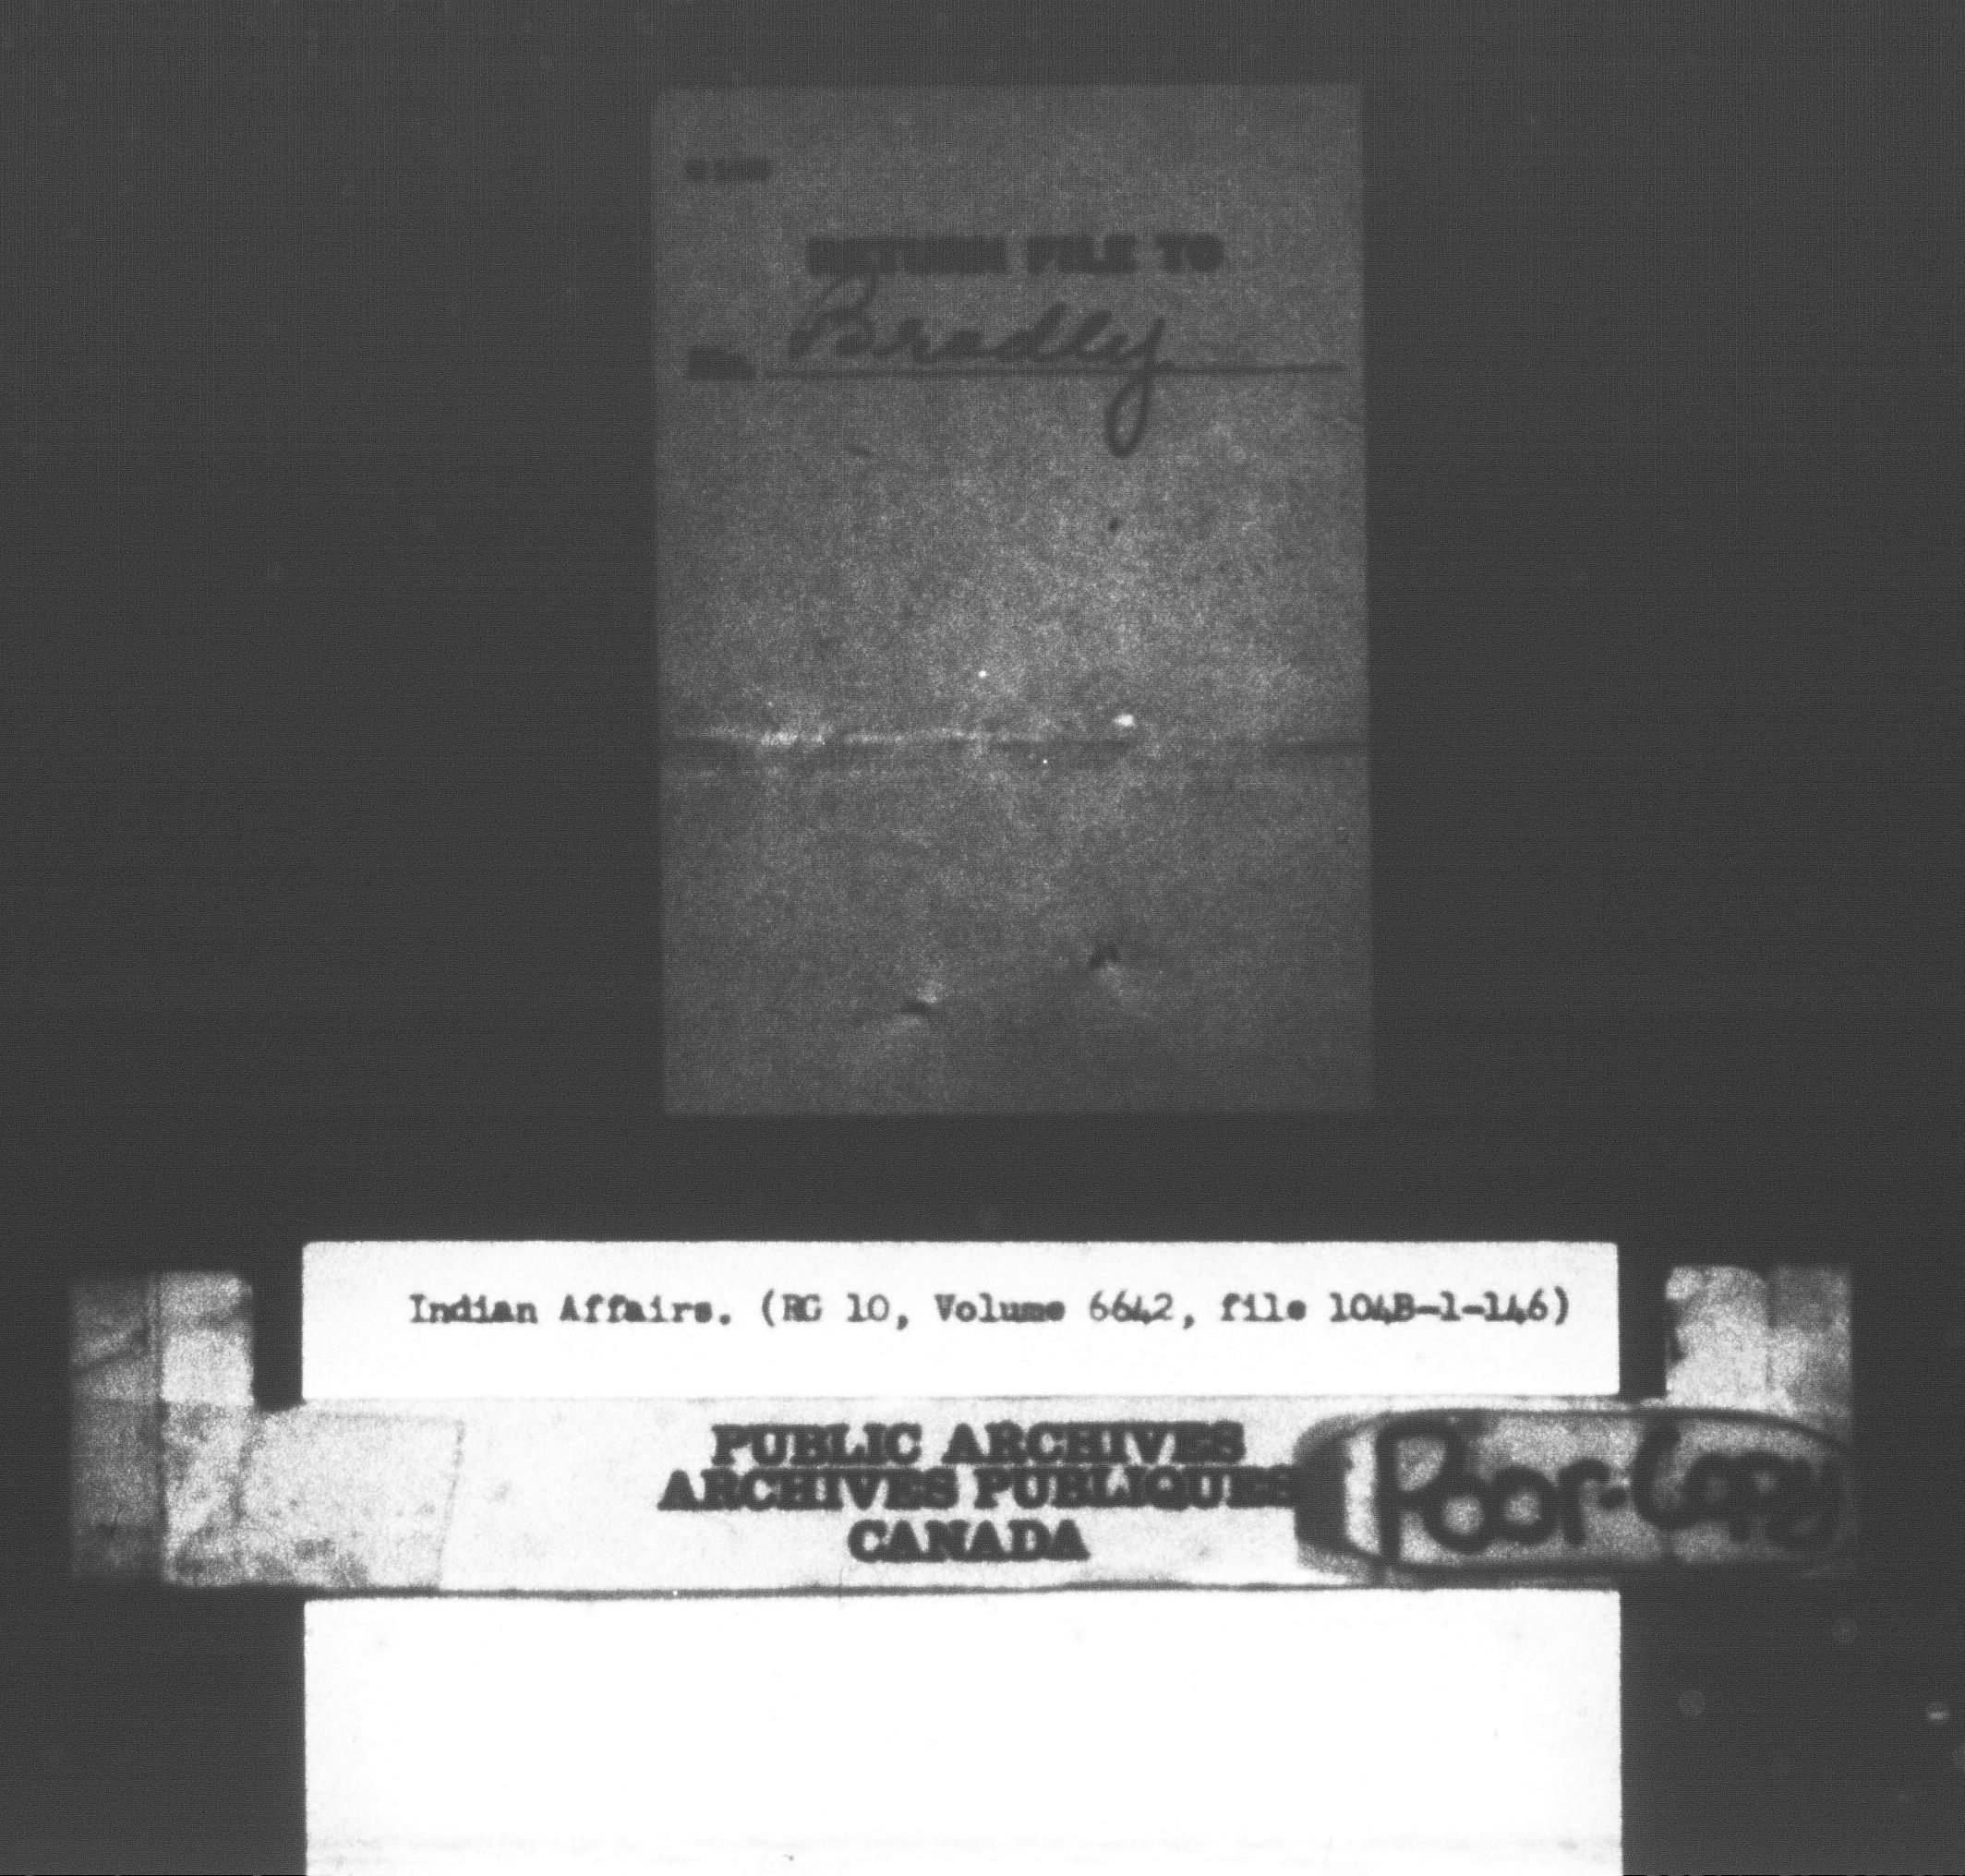 RETURN FILE TO
Bradley
Indian Affairs. (RG 10, Volume 6642, file 104B-1-146)
PUBLIC ARCHIVES
ARCHIVES PUBLIQUES
CANADA
Poor-Copy